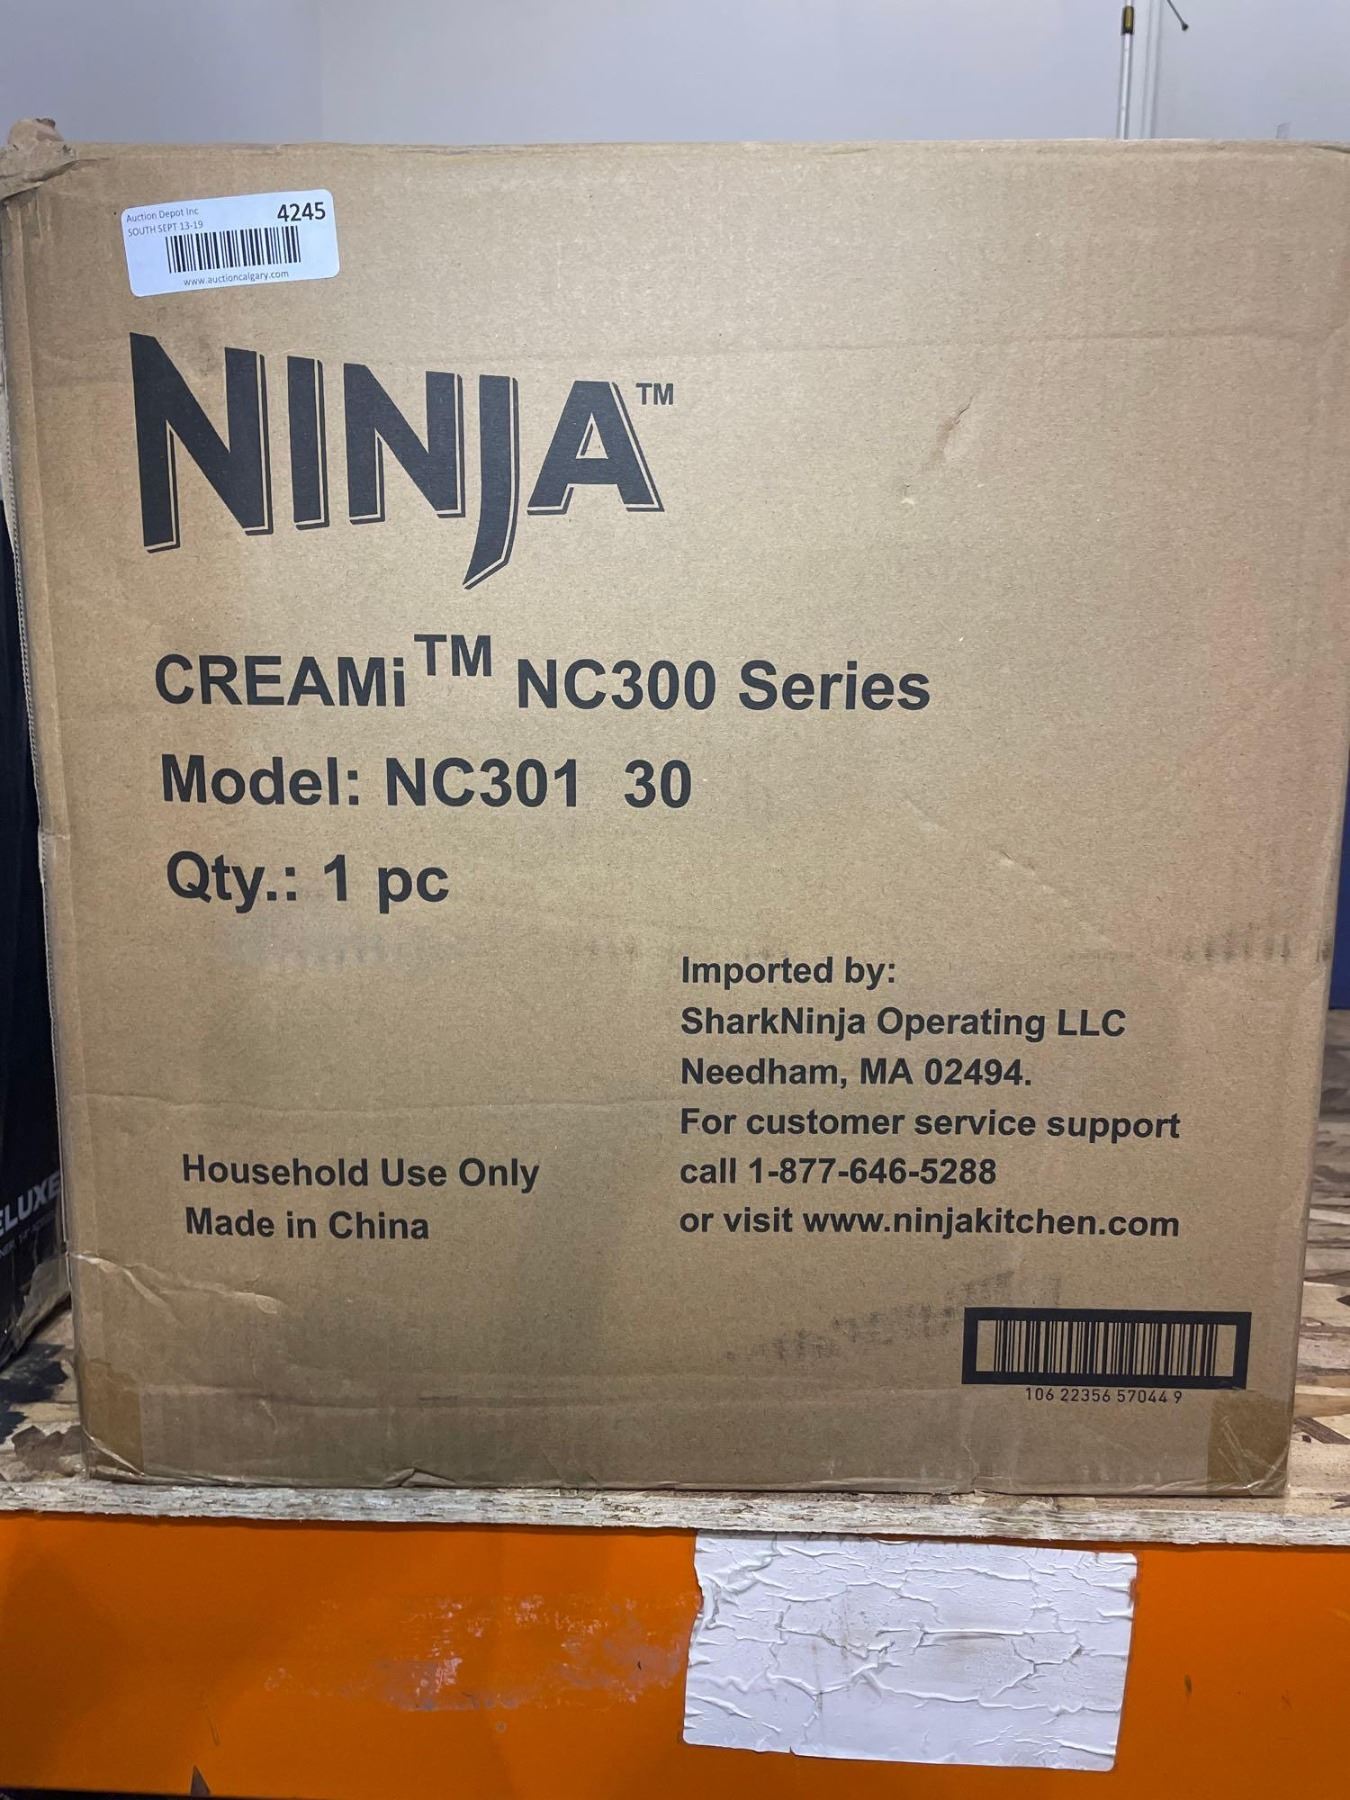 Auction Depot Inc
4245
SOUTH SEPT 13-19
www.auctioncalgary.com
NINJA™
CREAMi™ NC300 Series
Model: NC301 30
Qty.: 1 pc
Imported by:
SharkNinja Operating LLC
Needham, MA 02494.
For customer service support
call 1-877-646-5288
or visit www.ninjakitchen.com
Household Use Only
Made in China
106 22356 57044 9
ELUXE